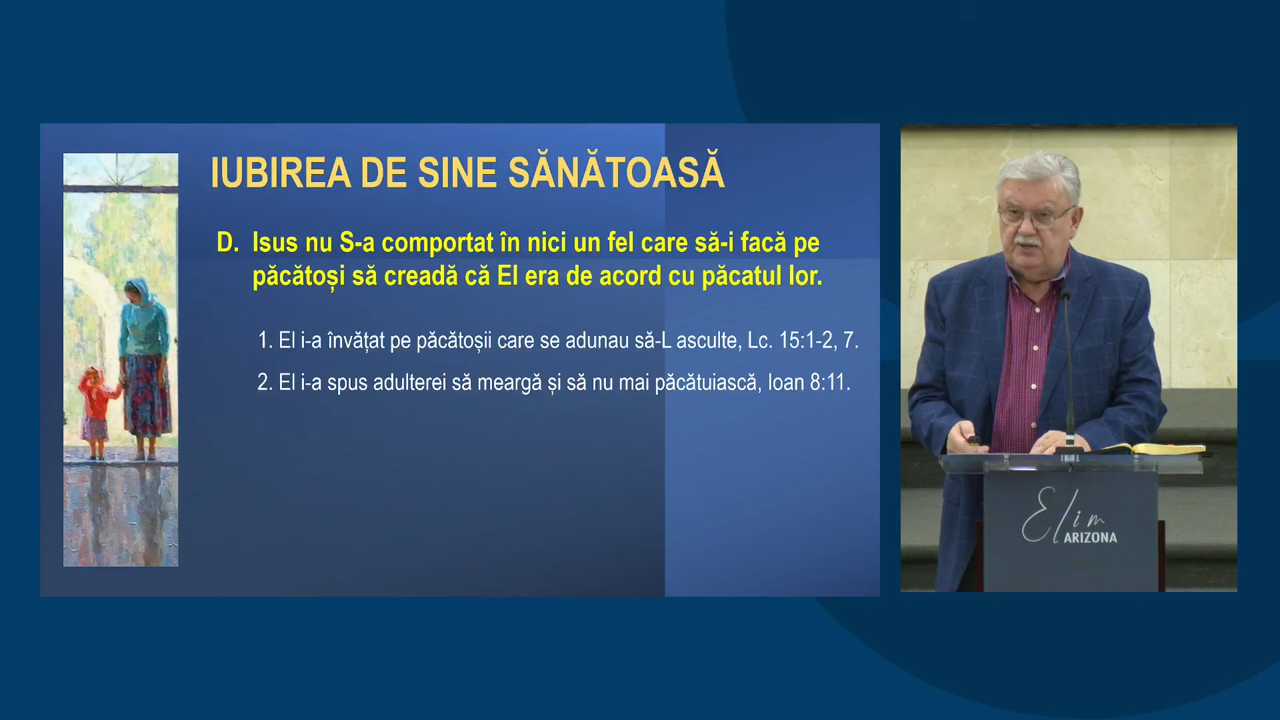 IUBIREA DE SINE SĂNĂTOASĂ
D. Isus nu S-a comportat în nici un fel care să-i facă pe
păcătoși să creadă că El era de acord cu păcatul lor.
1. El i-a învățat pe păcătoșii care se adunau să-L asculte, Lc. 15:1-2, 7.
2. El i-a spus adulterei să meargă și să nu mai păcătuiască, Ioan 8:11.
Elim
ARIZONA